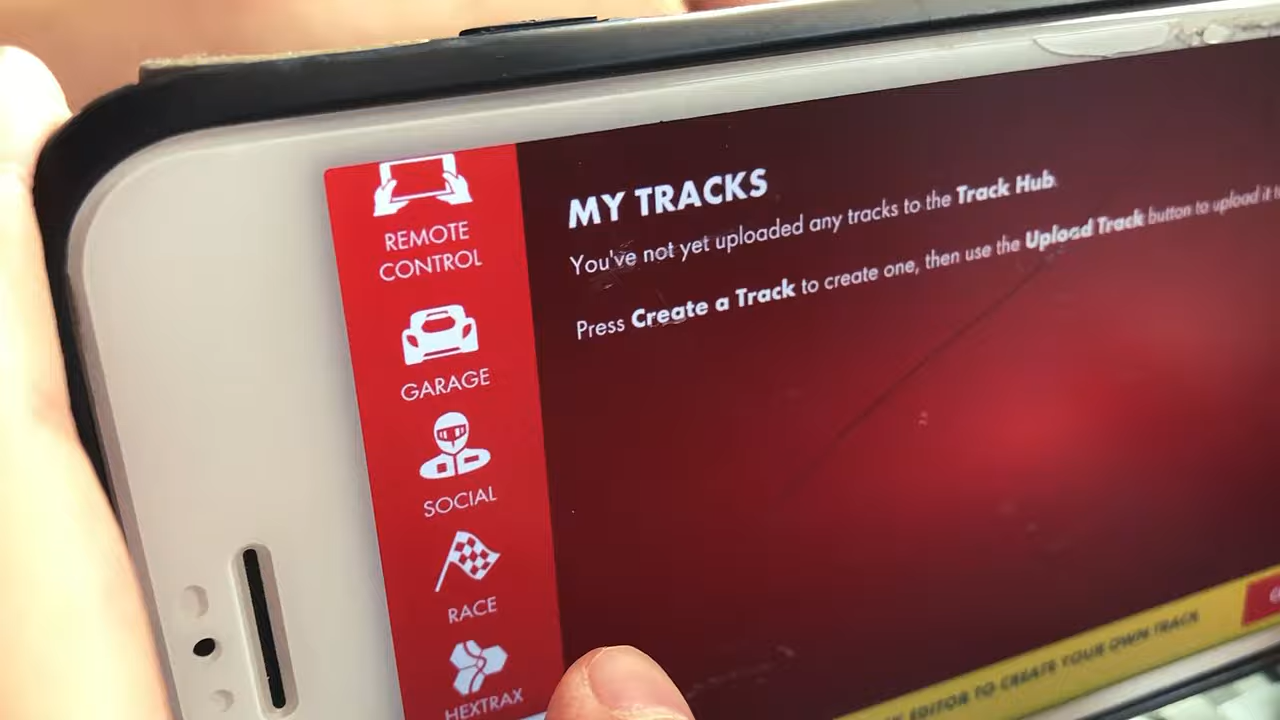 REMOTE
CONTROL
GARAGE
SOCIAL
RACE
HEXTRAX
MY TRACKS
You've not yet uploaded any tracks to the Track Hub.
Press Create a Track to create one, then use the Upload Track button to upload it
EDITOR TO CREATE YOUR OWN TRACK